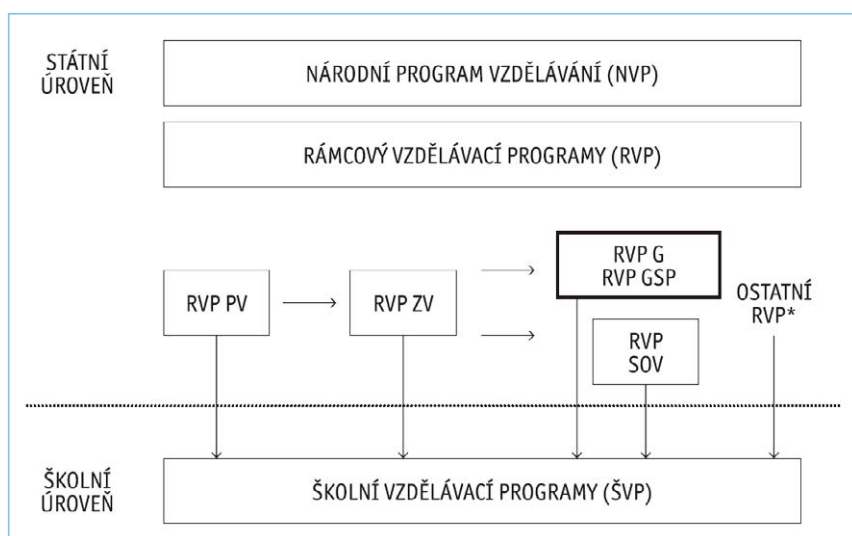 STÁTNÍ
ÚROVEŇ
NÁRODNÍ PROGRAM VZDĚLÁVÁNÍ (NVP)
RÁMCOVÝ VZDĚLÁVACÍ PROGRAMY (RVP)
RVP PV
RVP ZV
RVP G
RVP GSP
RVP
SOV
OSTATNÍ
RVP*
ŠKOLNÍ
ÚROVEŇ
ŠKOLNÍ VZDĚLÁVACÍ PROGRAMY (ŠVP)